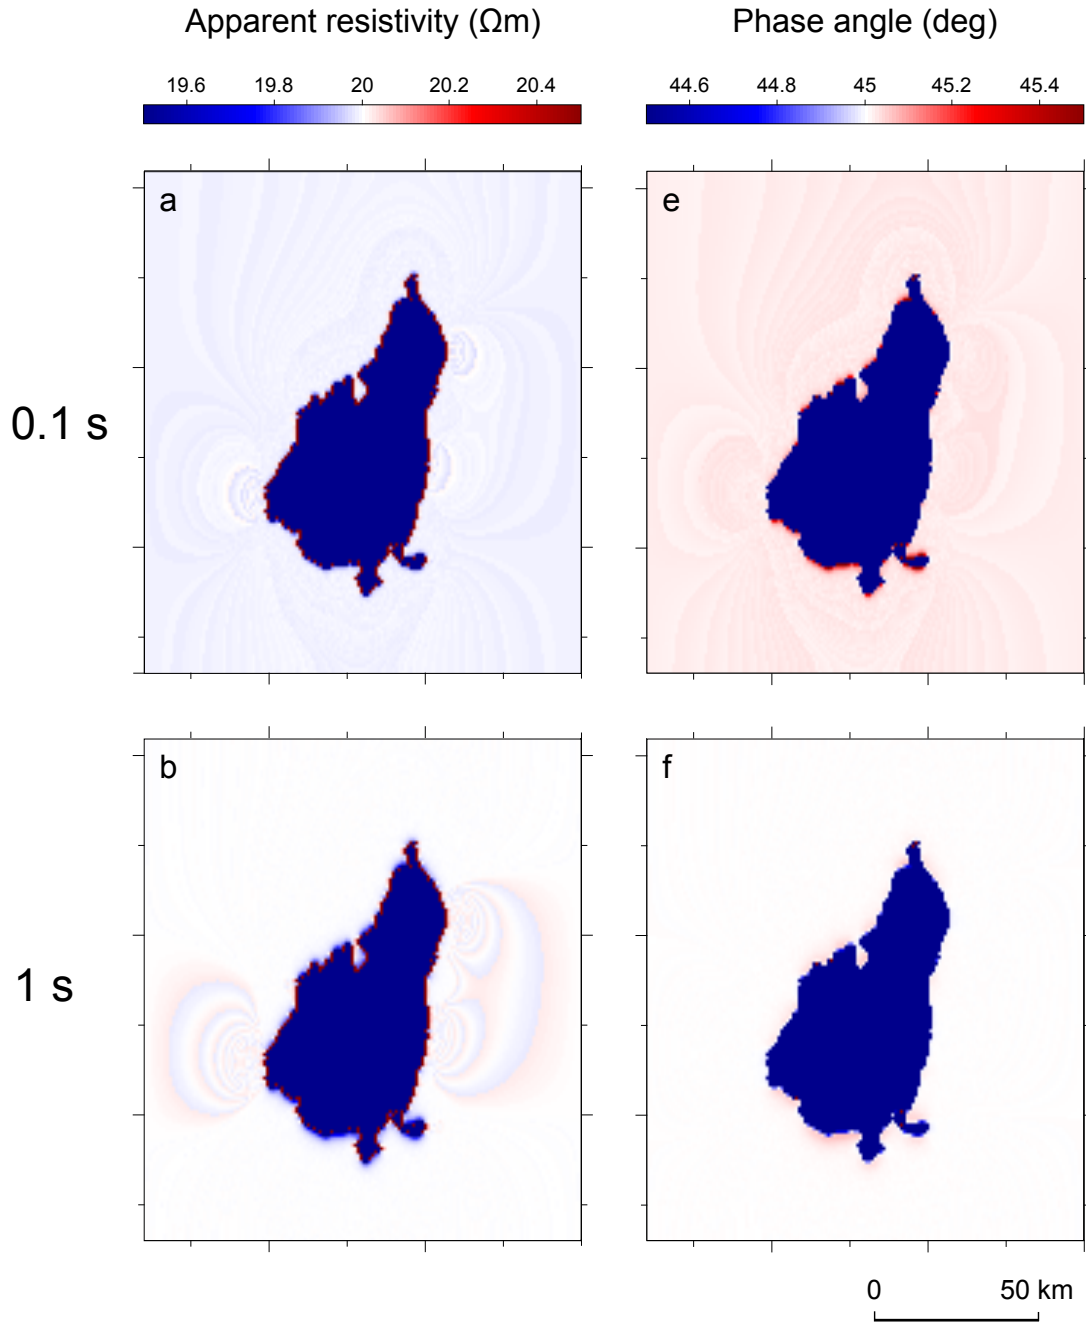 Apparent resistivity (Ωm) Phase angle (deg)
19.6 19.8 20 20.2 20.4 44.6 44.8 45 45.2 45.4
a e
0.1 s
b f
1 s
0 50 km